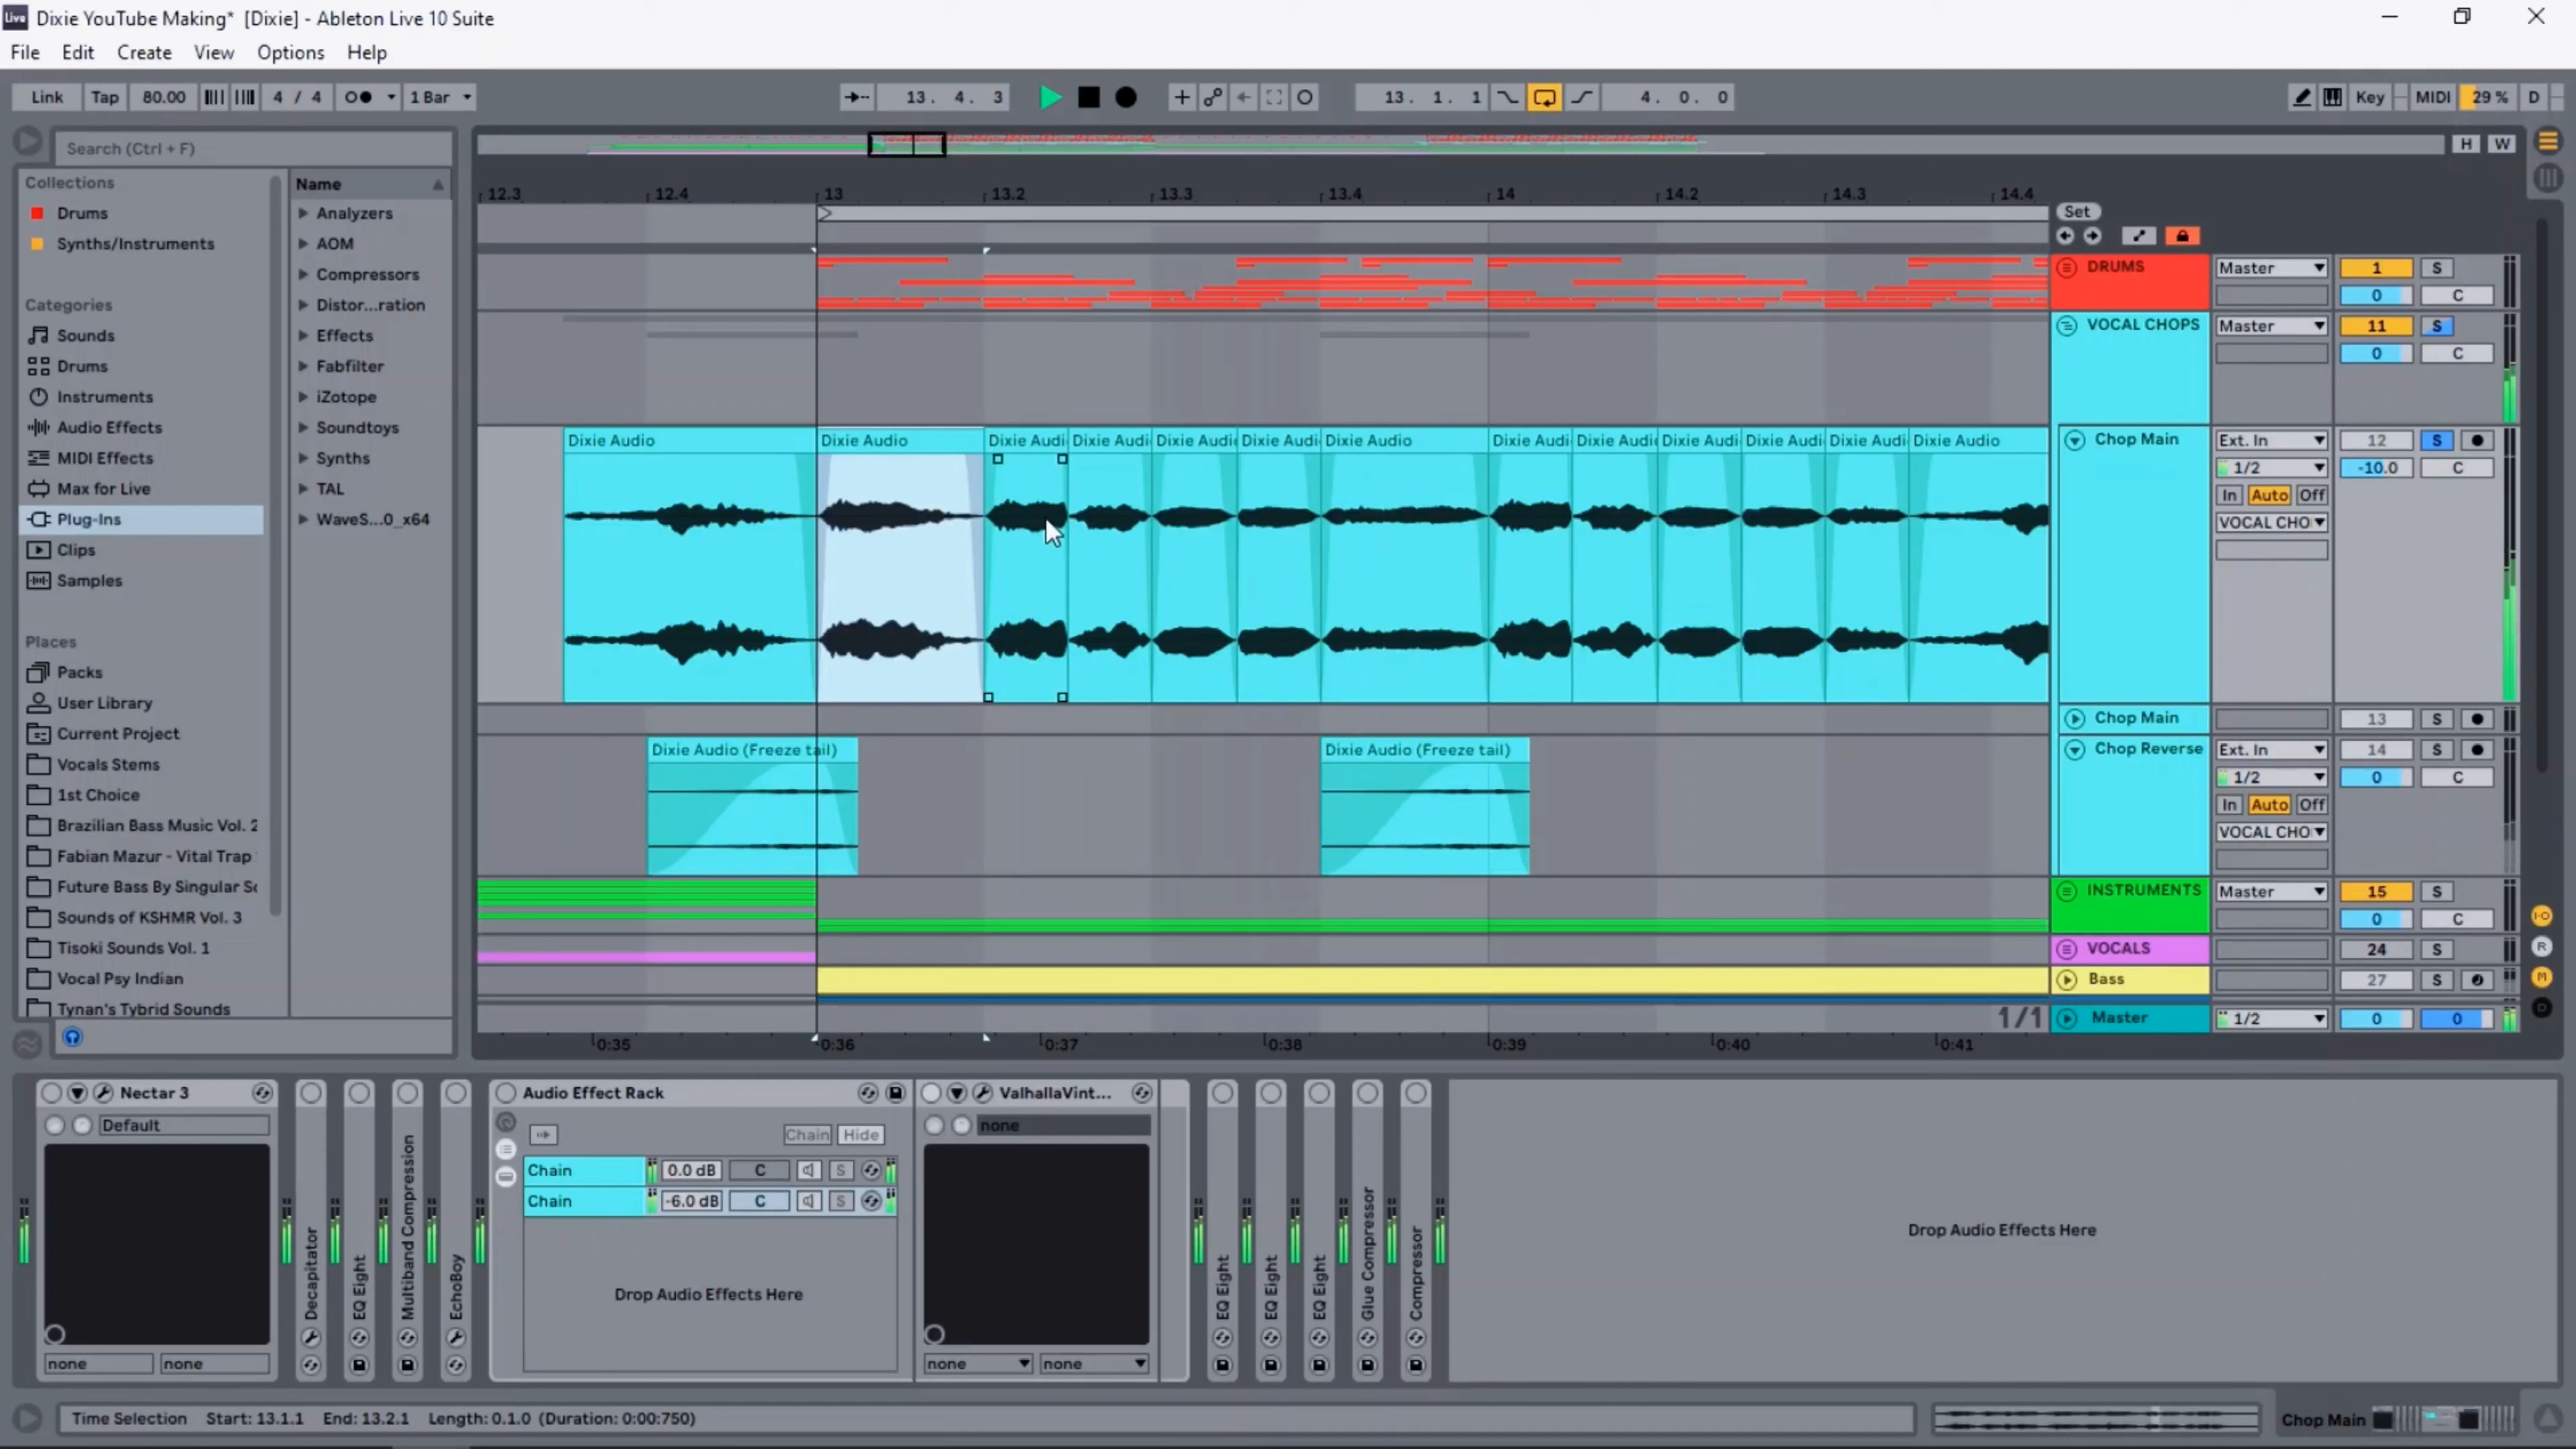 Live Dixie YouTube Making* [Dixie] - Ableton Live 10 Suite
File Edit Create View Options Help
Link Tap 80.00 4 / 4 1 Bar 13. 4. 3 13. 1. 1 4. 0. 0 Key MIDI 29 % D
Search (Ctrl + F) H W
Collections
Drums
Synths/Instruments
Categories
Sounds
Drums
Instruments
Audio Effects
MIDI Effects
Max for Live
Plug-Ins
Clips
Samples
Places
Packs
User Library
Current Project
Vocals Stems
1st Choice
Brazilian Bass Music Vol. 2
Fabian Mazur - Vital Trap
Future Bass By Singular So
Sounds of KSHMR Vol. 3
Tisoki Sounds Vol. 1
Vocal Psy Indian
Tynan's Tybrid Sounds
Name
Analyzers
AOM
Compressors
Distor...ration
Effects
Fabfilter
iZotope
Soundtoys
Synths
TAL
WaveS...0_x64
12.3 12.4 13 13.2 13.3 13.4 14 14.2 14.3 14.4
Set
DRUMS Master 1 S
0 C
VOCAL CHOPS Master 11 S
0 C
Dixie Audio Dixie Audio Dixie Audi Dixie Audi Dixie Audi Dixie Audi Dixie Audio Dixie Audi Dixie Audi Dixie Audi Dixie Audi Dixie Audi Dixie Audio
Chop Main Ext. In 12 S
1/2 -10.0 C
In Auto Off
VOCAL CHO
Chop Main 13 S
Dixie Audio (Freeze tail) Dixie Audio (Freeze tail)
Chop Reverse Ext. In 14 S
1/2 0 C
In Auto Off
VOCAL CHO
INSTRUMENTS Master 15 S
0 C
VOCALS 24 S
Bass 27 S
1/1 Master 1/2 0 0
I-O
R
M
D
0:35 0:36 0:37 0:38 0:39 0:40 0:41
Nectar 3
Default
none none
Decapitator
EQ Eight
Multiband Compression
EchoBoy
Audio Effect Rack
Chain Hide
Chain 0.0 dB C S
Chain -6.0 dB C S
Drop Audio Effects Here
ValhallaVint...
none
none none
EQ Eight
EQ Eight
EQ Eight
Glue Compressor
Compressor
Drop Audio Effects Here
Time Selection Start: 13.1.1 End: 13.2.1 Length: 0.1.0 (Duration: 0:00:750)
Chop Main